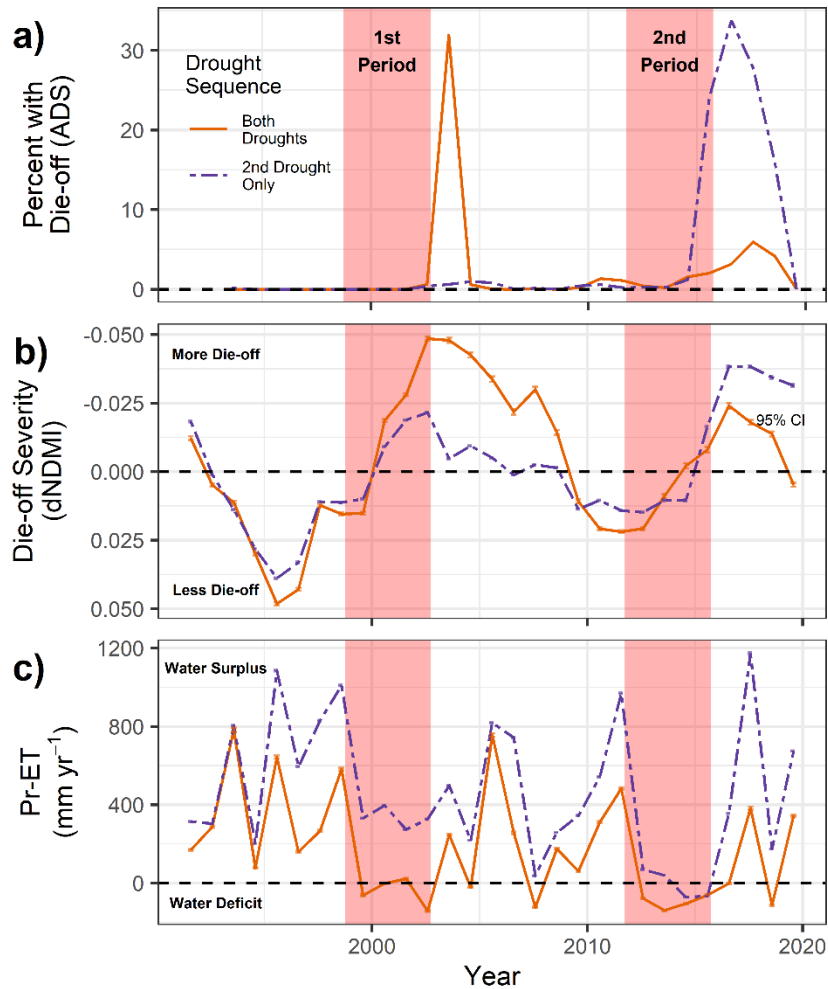 a)
Percent with
Die-off (ADS)
30
20
10
0
Drought
Sequence
Both
Droughts
2nd Drought
Only
1st
Period
2nd
Period
b)
Die-off Severity
(dNDMI)
-0.050
-0.025
0.000
0.025
0.050
More Die-off
Less Die-off
95% CI
c)
Pr-ET
(mm yr⁻¹)
1200
800
400
0
Water Surplus
Water Deficit
2000
2010
2020
Year